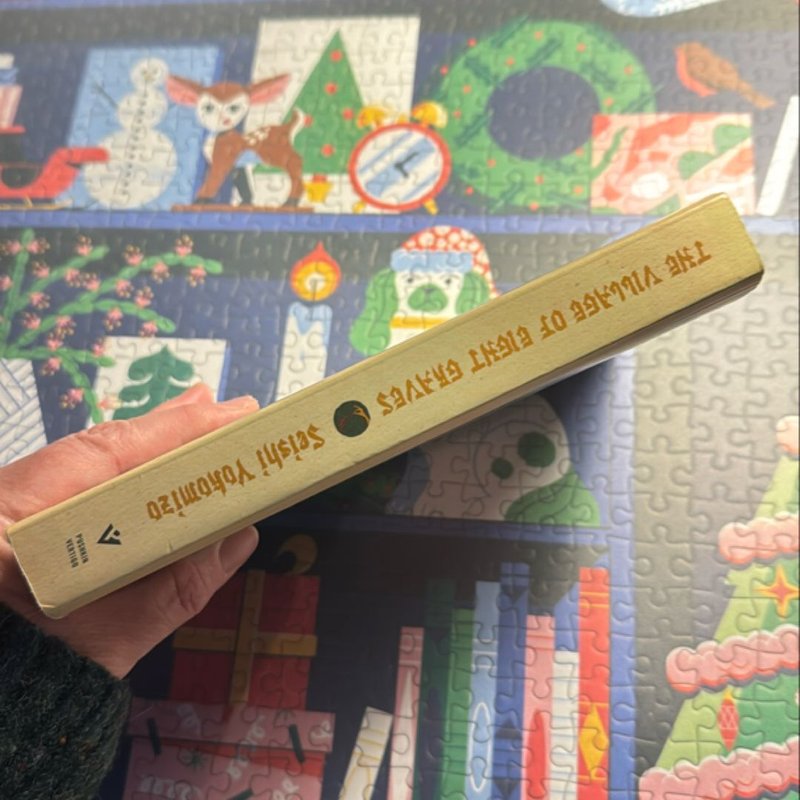 THE VILLAGE OF EIGHT GRAVES
Seishi Yokomizo
PUSHKIN
VERTIGO